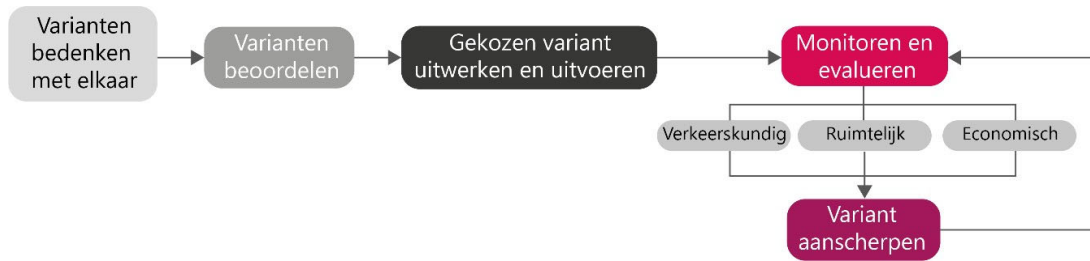 Varianten
bedenken
met elkaar
Varianten
beoordelen
Gekozen variant
uitwerken en uitvoeren
Monitoren en
evalueren
Verkeerskundig
Ruimtelijk
Economisch
Variant
aanscherpen